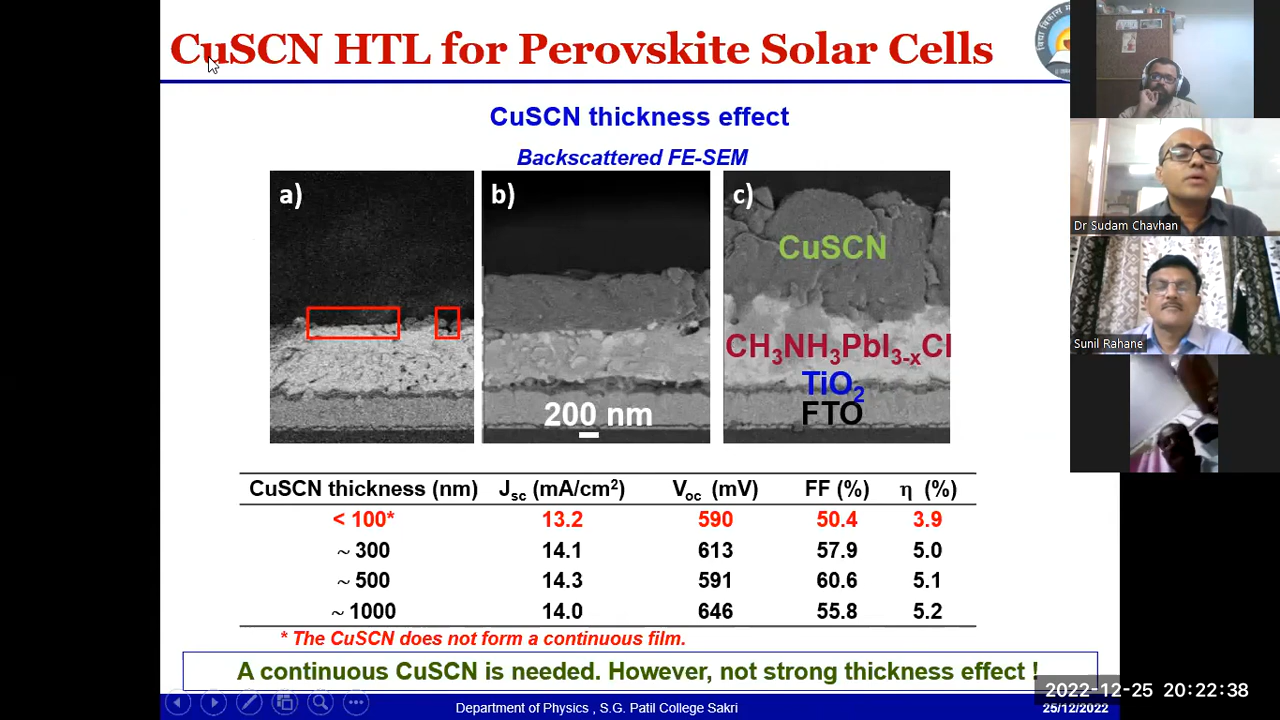 CuSCN HTL for Perovskite Solar Cells
CuSCN thickness effect
Backscattered FE-SEM
a)
b)
c)
CuSCN
CH₃NH₃PbI₃₋ₓCl
TiO₂
FTO
200 nm
CuSCN thickness (nm) Jsc (mA/cm²) Voc (mV) FF (%) η (%)
< 100* 13.2 590 50.4 3.9
~ 300 14.1 613 57.9 5.0
~ 500 14.3 591 60.6 5.1
~ 1000 14.0 646 55.8 5.2
* The CuSCN does not form a continuous film.
A continuous CuSCN is needed. However, not strong thickness effect !
Department of Physics , S.G. Patil College Sakri
25/12/2022
2022-12-25 20:22:38
Dr Sudam Chavhan
Sunil Rahane